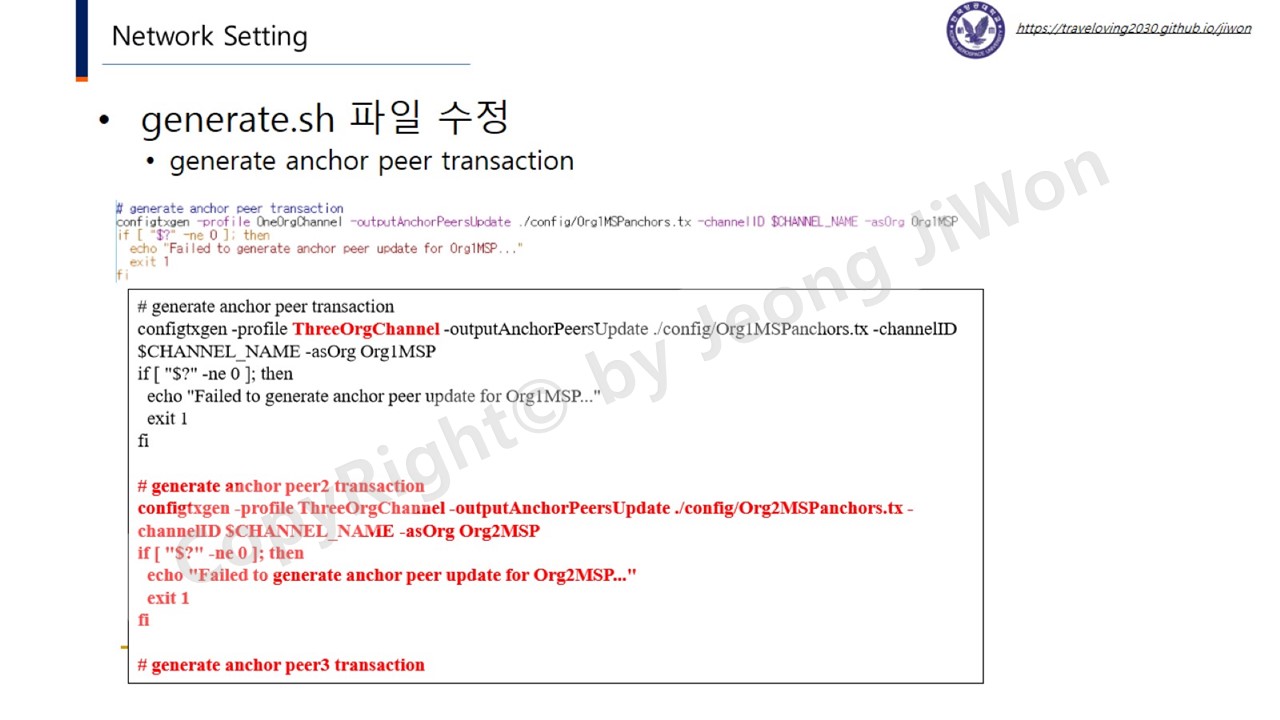 Network Setting
https://traveloving2030.github.io/jiwon
• generate.sh 파일 수정
• generate anchor peer transaction
# generate anchor peer transaction
configtxgen -profile OneOrgChannel -outputAnchorPeersUpdate ./config/Org1MSPanchors.tx -channelID $CHANNEL_NAME -asOrg Org1MSP
if [ "$?" -ne 0 ]; then
  echo "Failed to generate anchor peer update for Org1MSP..."
  exit 1
fi
# generate anchor peer transaction
configtxgen -profile ThreeOrgChannel -outputAnchorPeersUpdate ./config/Org1MSPanchors.tx -channelID
$CHANNEL_NAME -asOrg Org1MSP
if [ "$?" -ne 0 ]; then
  echo "Failed to generate anchor peer update for Org1MSP..."
  exit 1
fi
# generate anchor peer2 transaction
configtxgen -profile ThreeOrgChannel -outputAnchorPeersUpdate ./config/Org2MSPanchors.tx -
channelID $CHANNEL_NAME -asOrg Org2MSP
if [ "$?" -ne 0 ]; then
  echo "Failed to generate anchor peer update for Org2MSP..."
  exit 1
fi
# generate anchor peer3 transaction
CopyRight© by Jeong JiWon